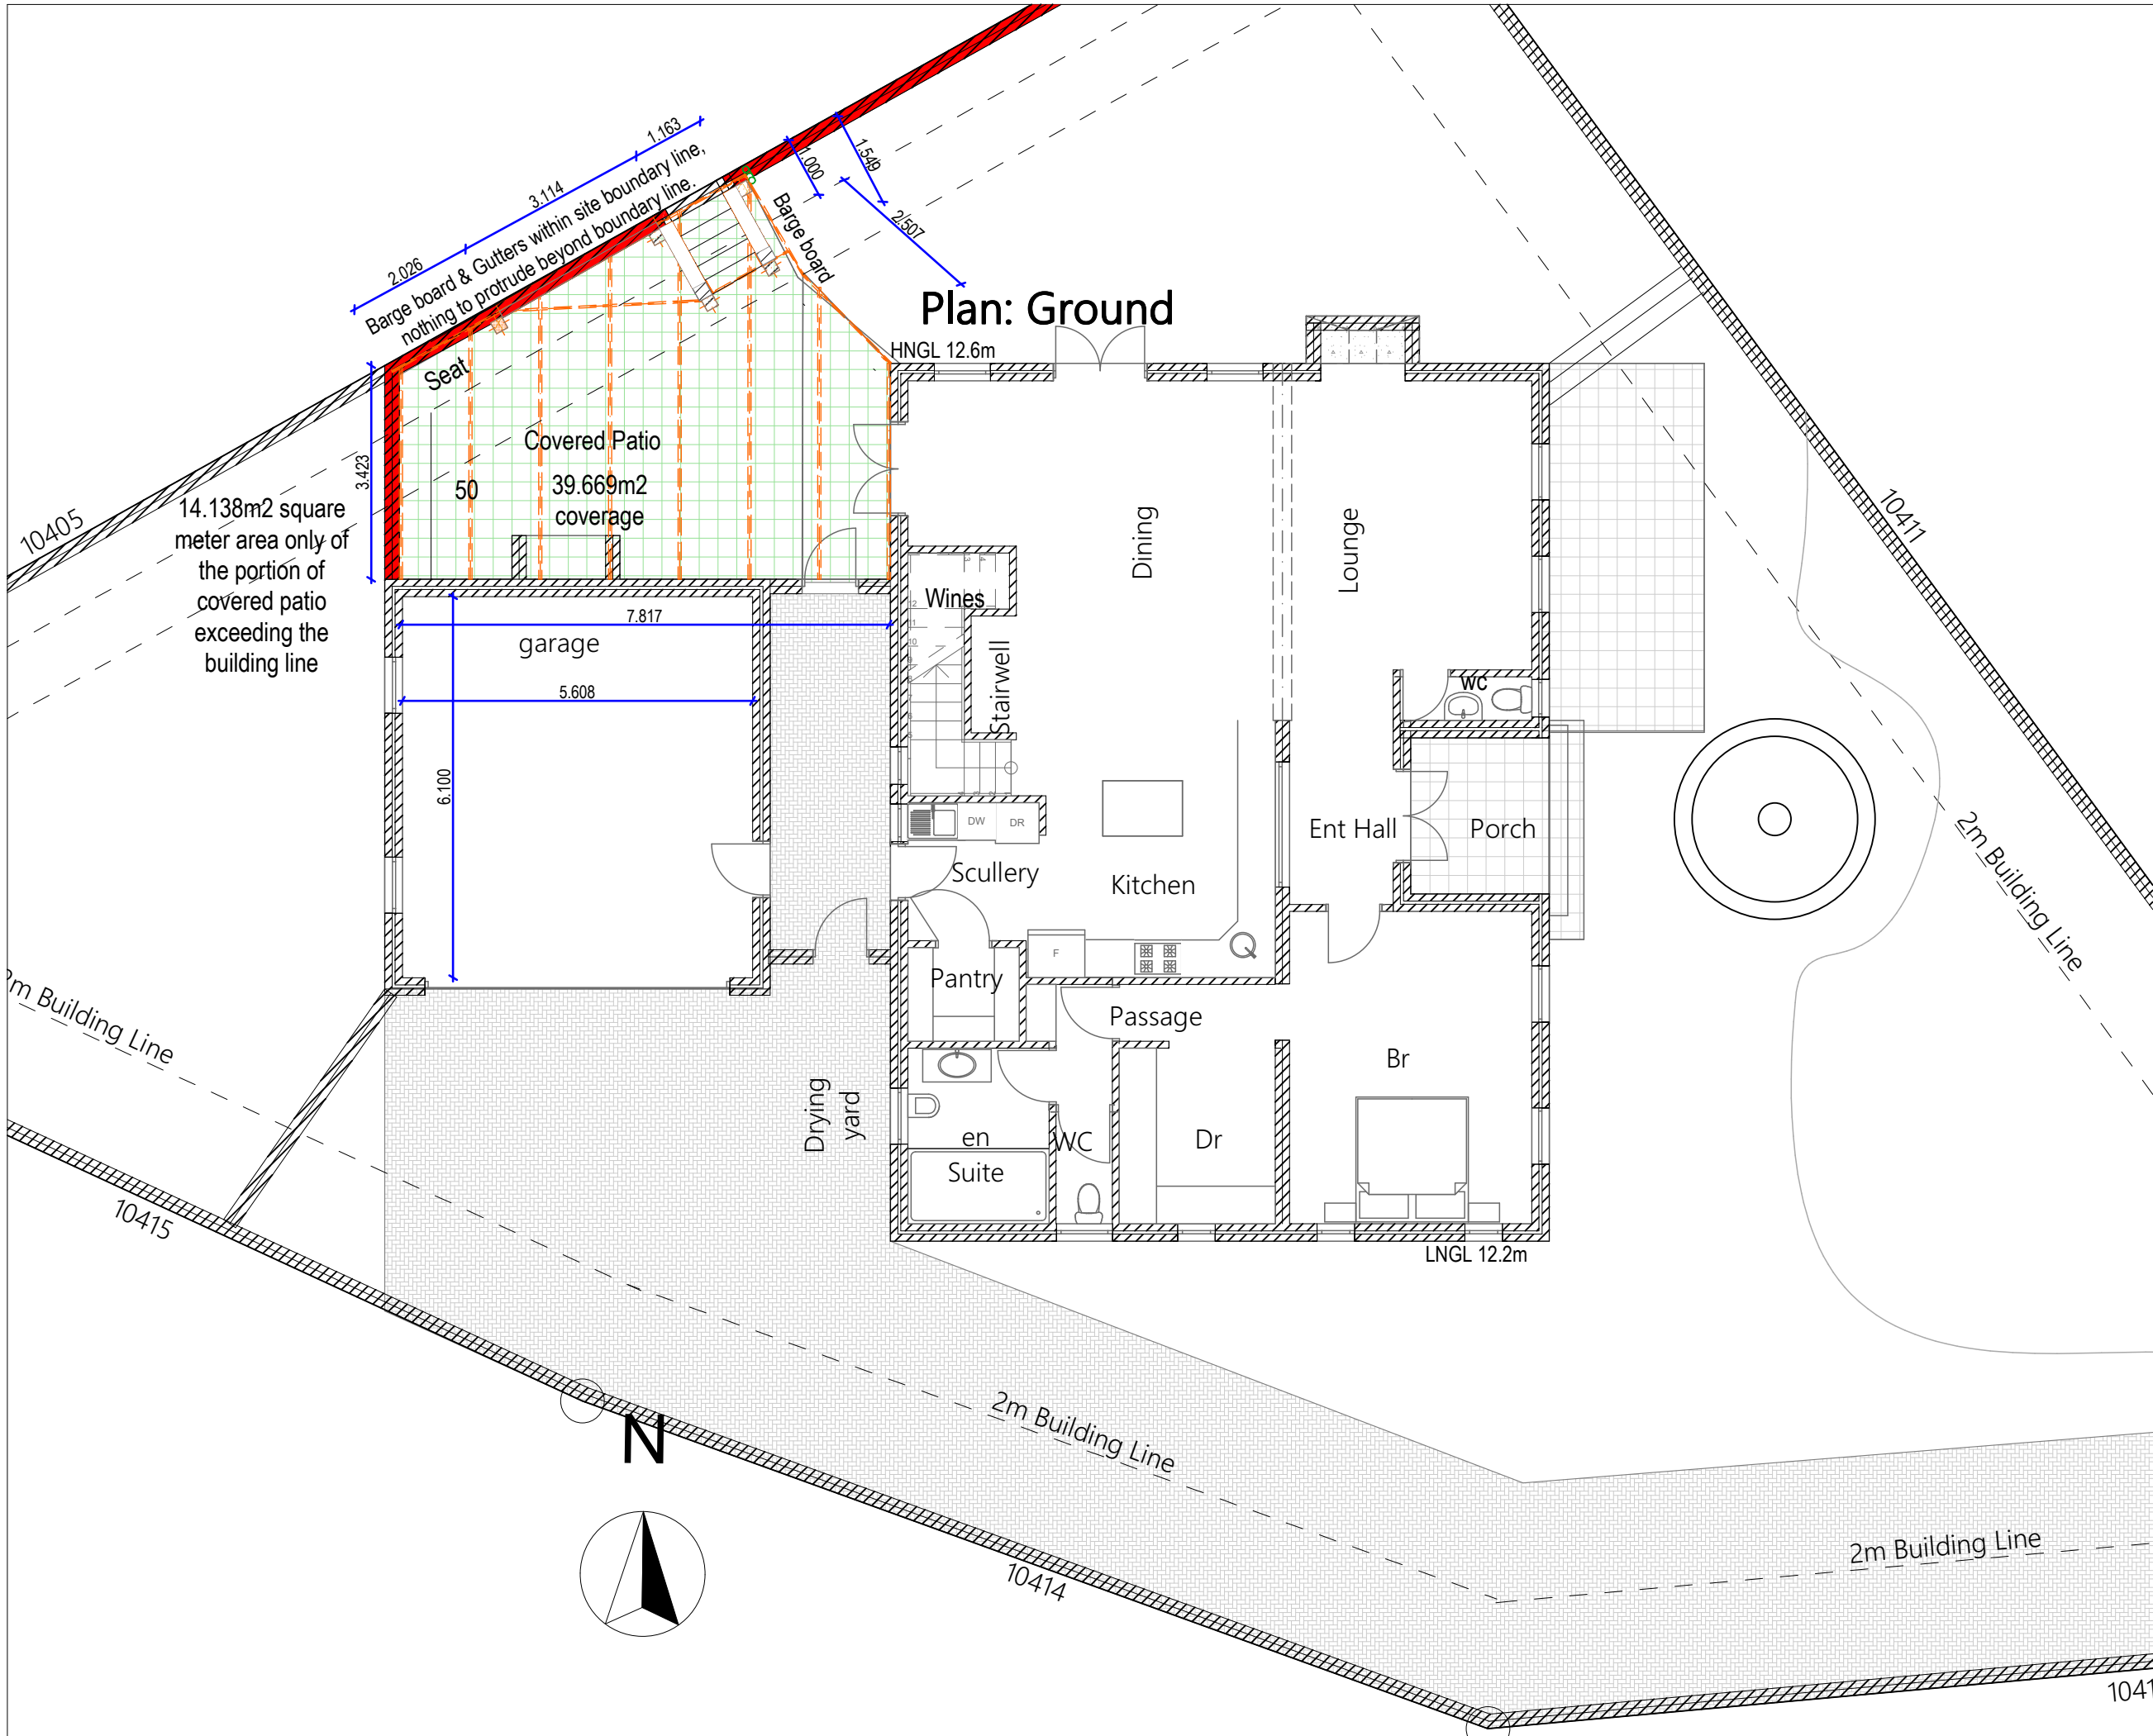 1.163
3.114
2.026
Barge board & Gutters within site boundary line,
nothing to protrude beyond boundary line.
1.000
1.549
2/507
Barge board
Plan: Ground
HNGL 12.6m
Seat
3.423
Covered Patio
50
39.669m2
coverage
10405
14.138m2 square
meter area only of
the portion of
covered patio
exceeding the
building line
10411
Dining
Lounge
Wines
7.817
garage
Stairwell
5.608
wc
6.100
DW
DR
Scullery
Kitchen
Ent Hall
Porch
2m Building Line
F
Pantry
Passage
m Building Line
Br
Drying
yard
en
Suite
WC
Dr
10415
LNGL 12.2m
N
2m Building Line
10414
2m Building Line
1041